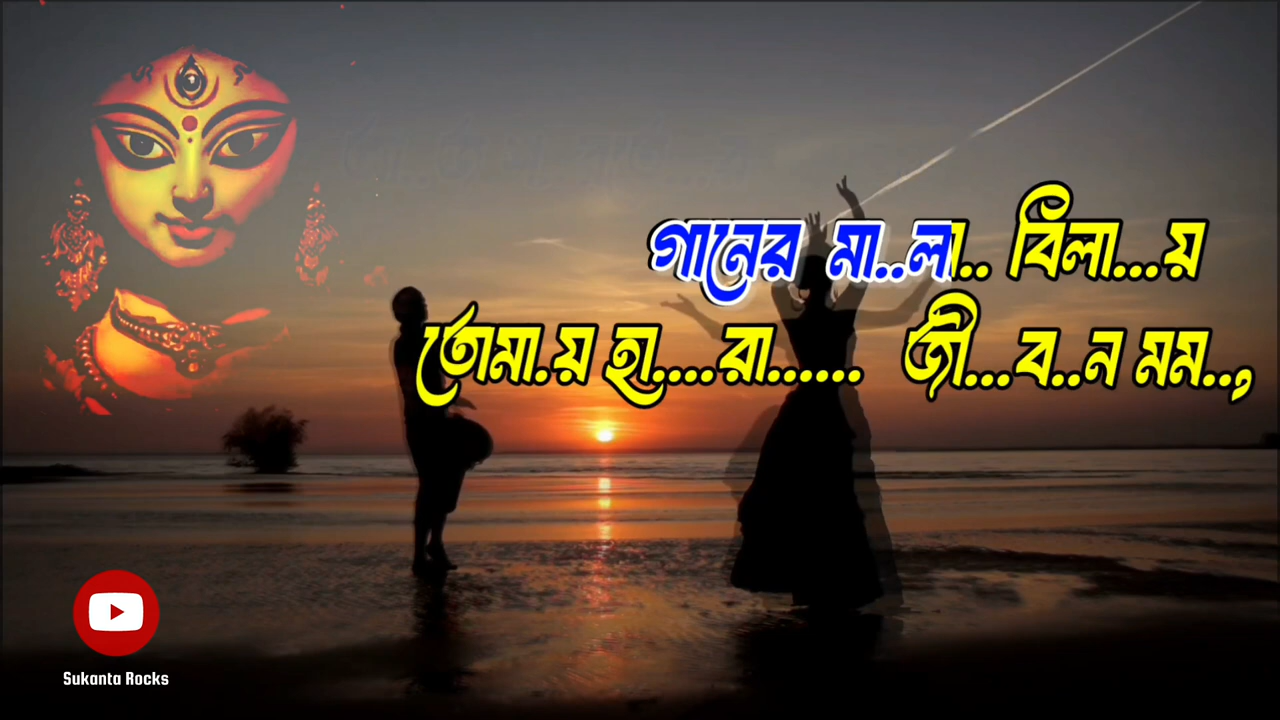 গানের মা..লা.. বিলা...য়
তোমা.য় হা....রা...... জী...ব..ন মম..,
Sukanta Rocks